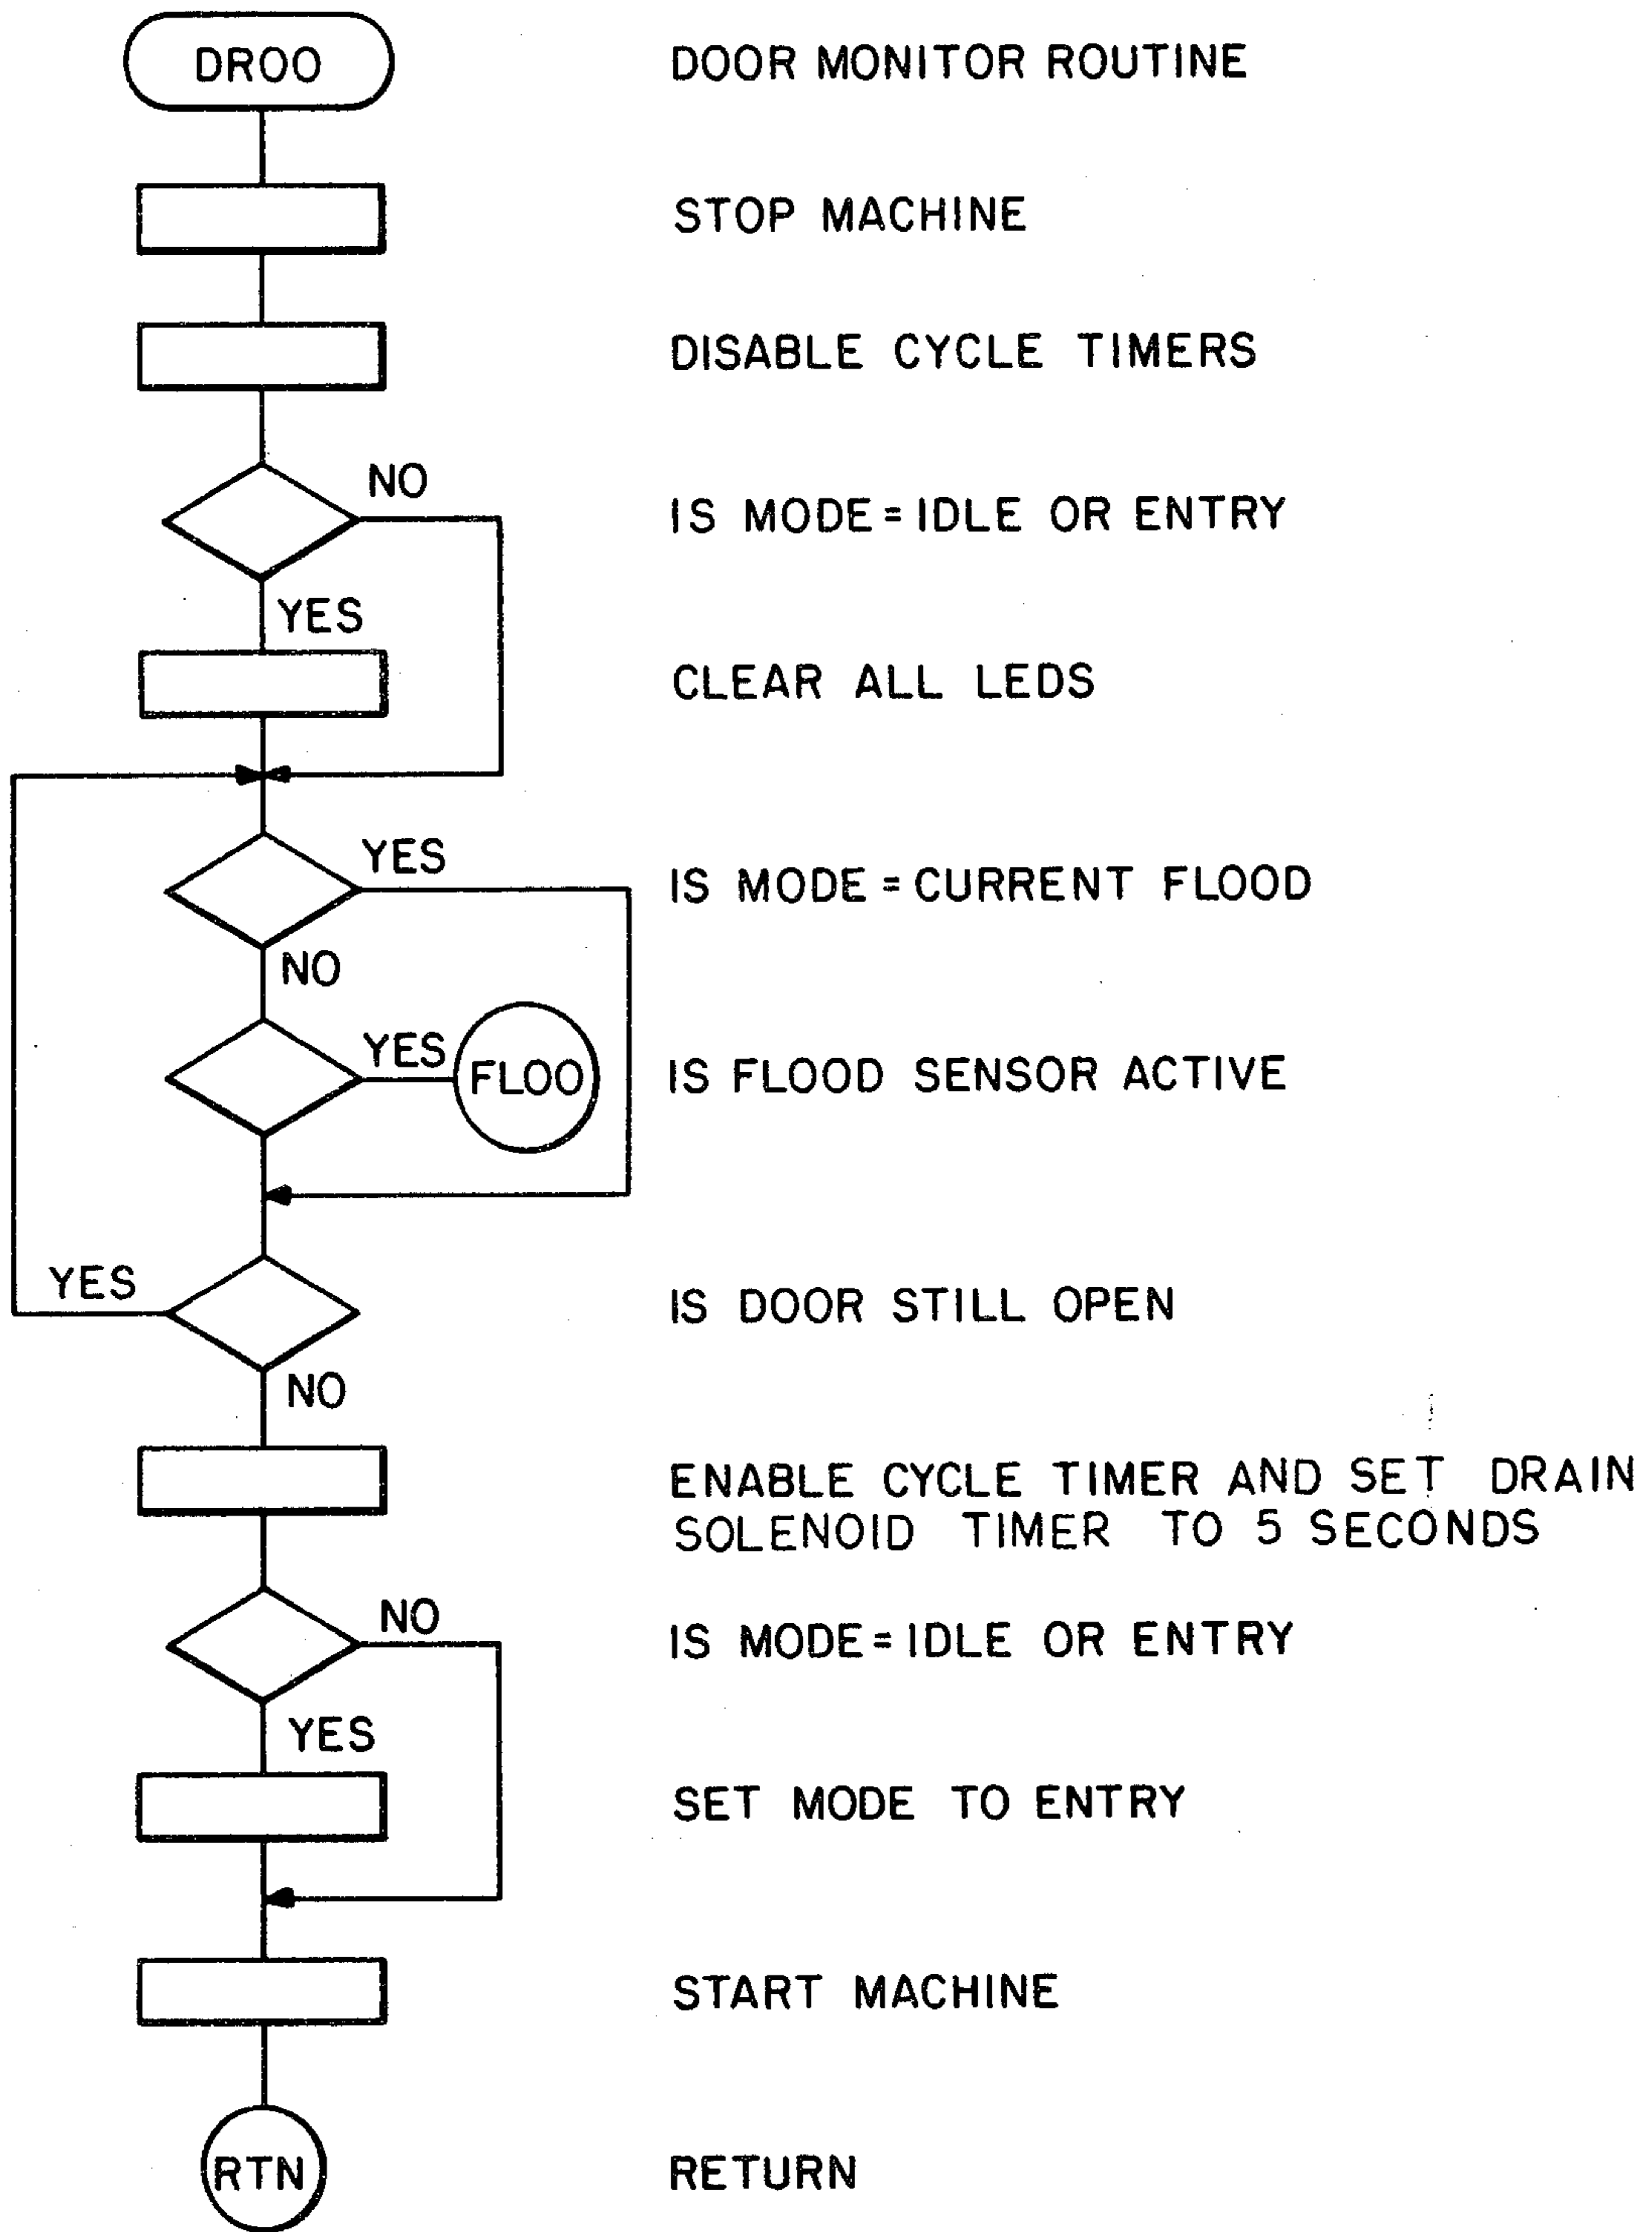 DROO DOOR MONITOR ROUTINE
STOP MACHINE
DISABLE CYCLE TIMERS
NO
IS MODE = IDLE OR ENTRY
YES
CLEAR ALL LEDS
YES
IS MODE = CURRENT FLOOD
NO
YES
FLOO
IS FLOOD SENSOR ACTIVE
YES
IS DOOR STILL OPEN
NO
ENABLE CYCLE TIMER AND SET DRAIN
SOLENOID TIMER TO 5 SECONDS
NO
IS MODE = IDLE OR ENTRY
YES
SET MODE TO ENTRY
START MACHINE
RTN
RETURN